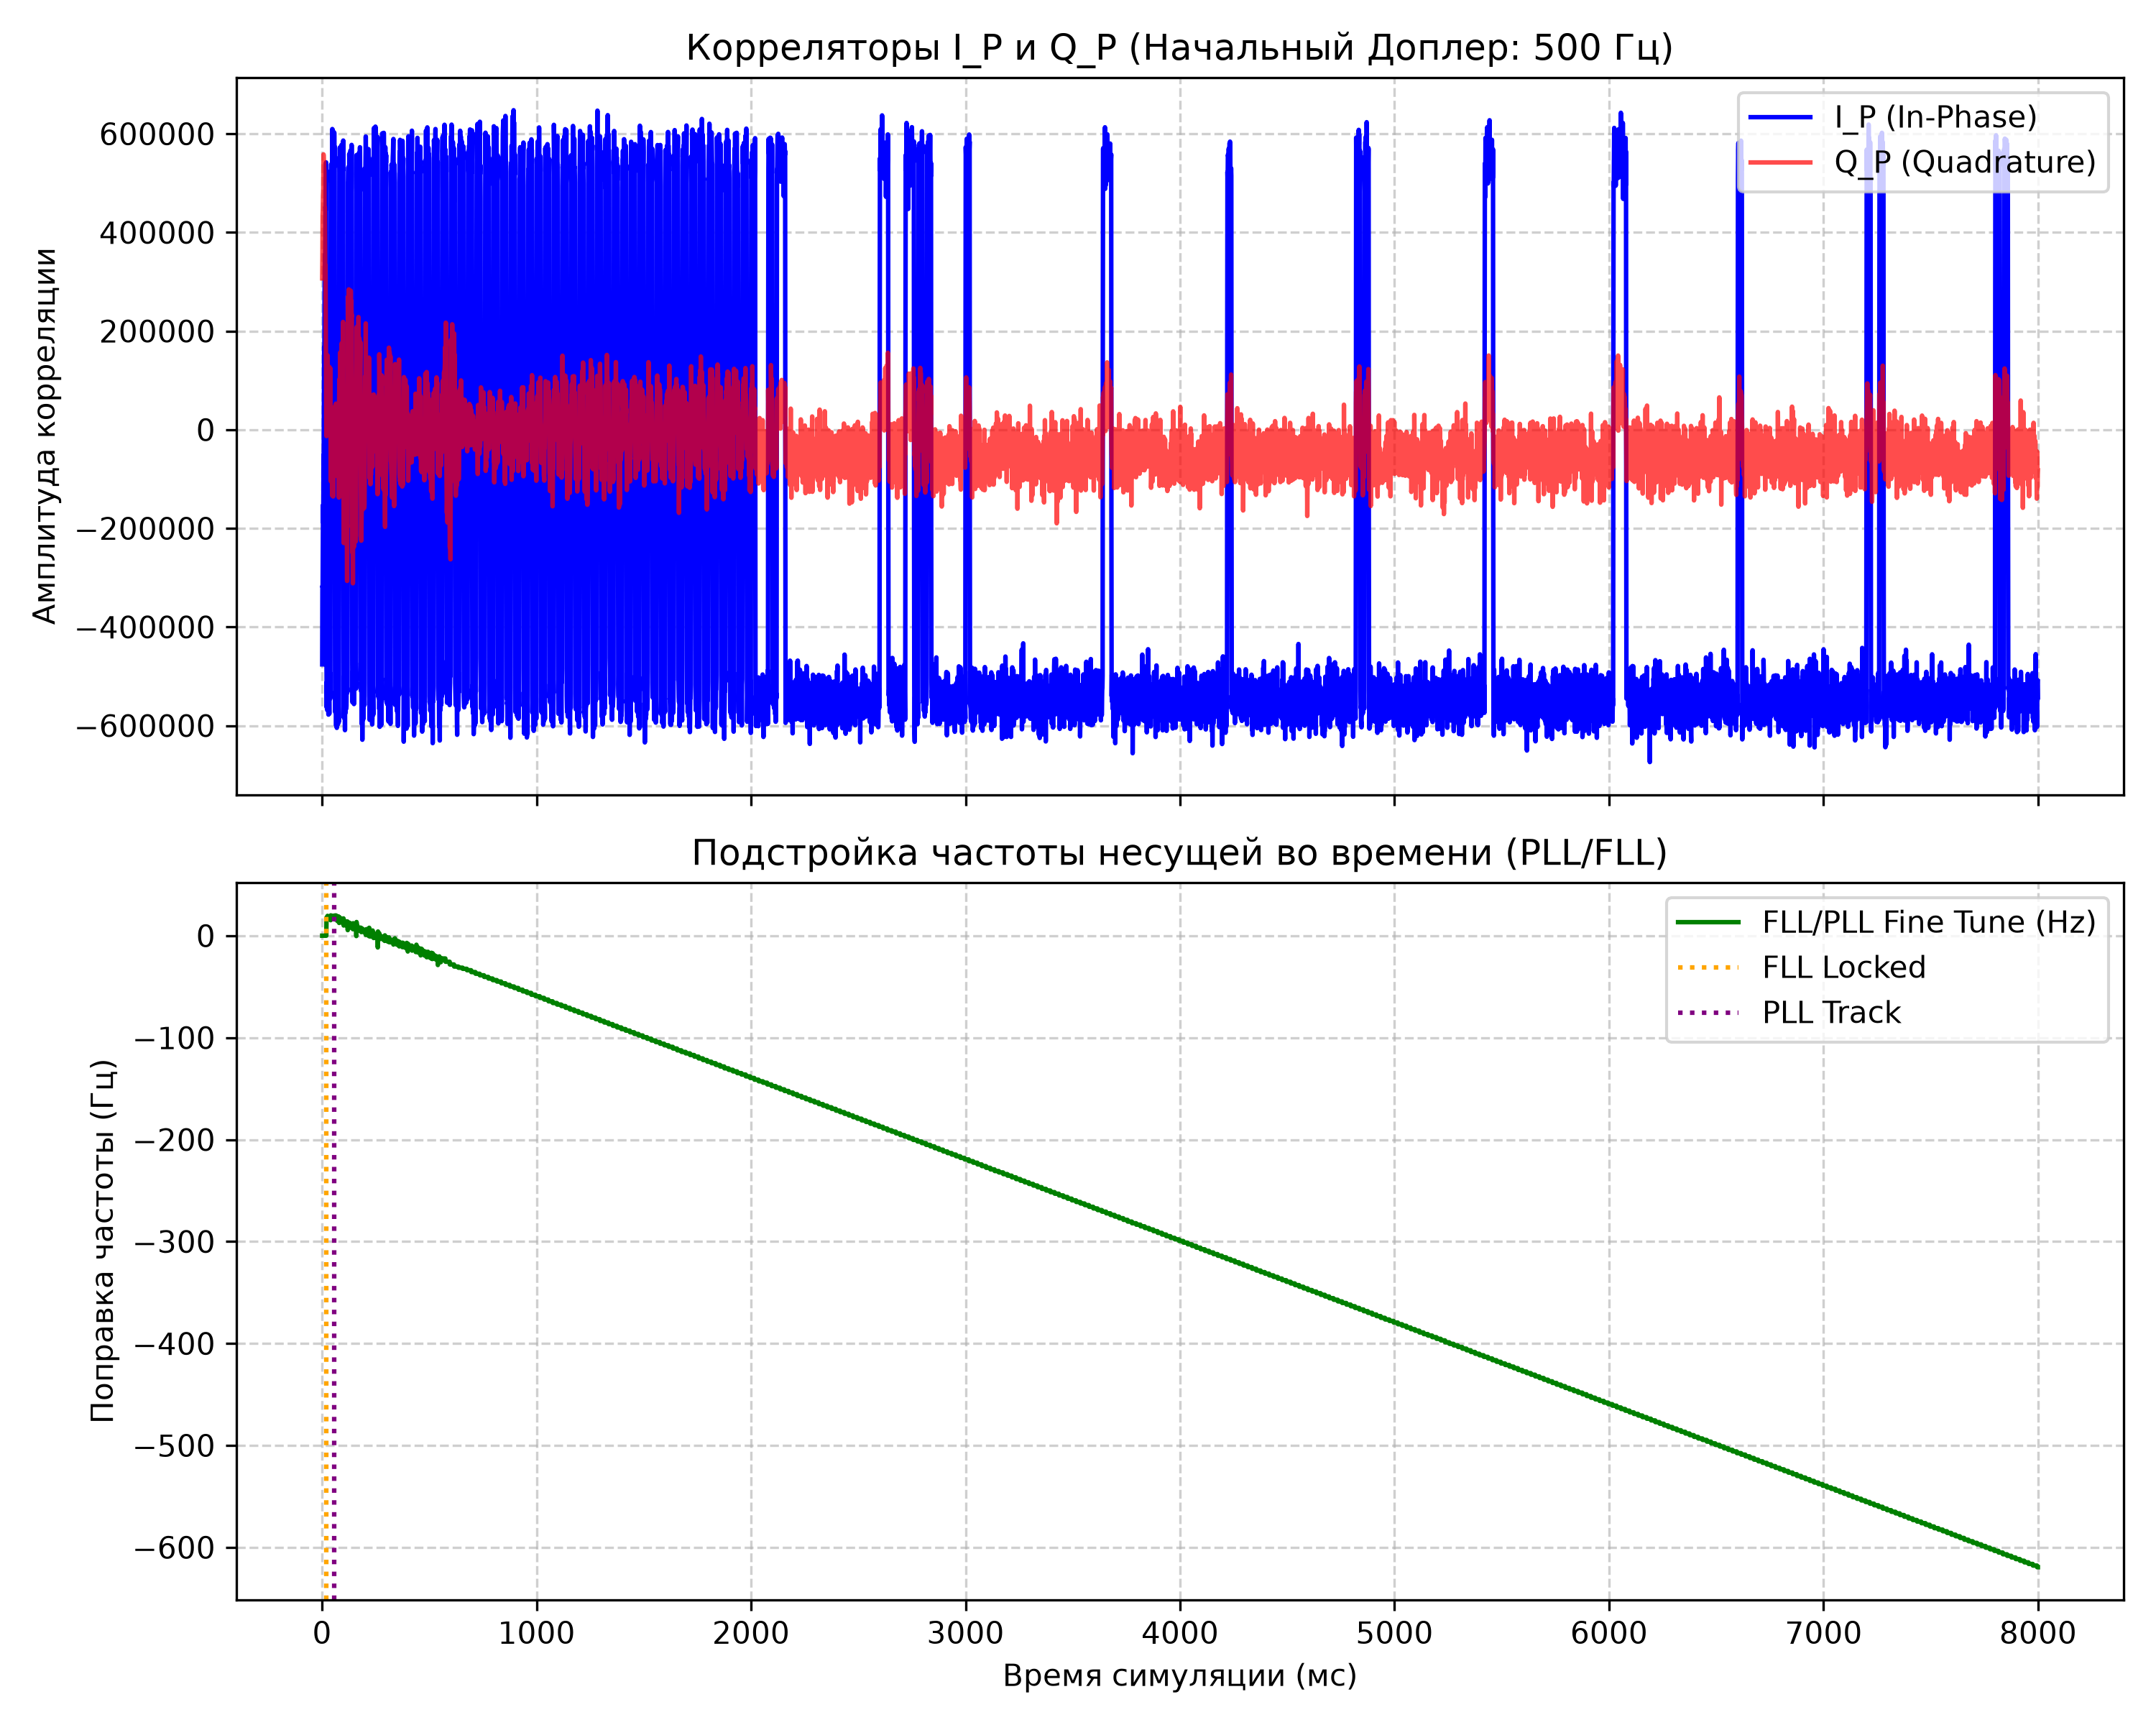 Корреляторы I_P и Q_P (Начальный Доплер: 500 Гц)
I_P (In-Phase)
Q_P (Quadrature)
Амплитуда корреляции
600000
400000
200000
0
−200000
−400000
−600000
Подстройка частоты несущей во времени (PLL/FLL)
FLL/PLL Fine Tune (Hz)
FLL Locked
PLL Track
Поправка частоты (Гц)
0
−100
−200
−300
−400
−500
−600
0 1000 2000 3000 4000 5000 6000 7000 8000
Время симуляции (мс)